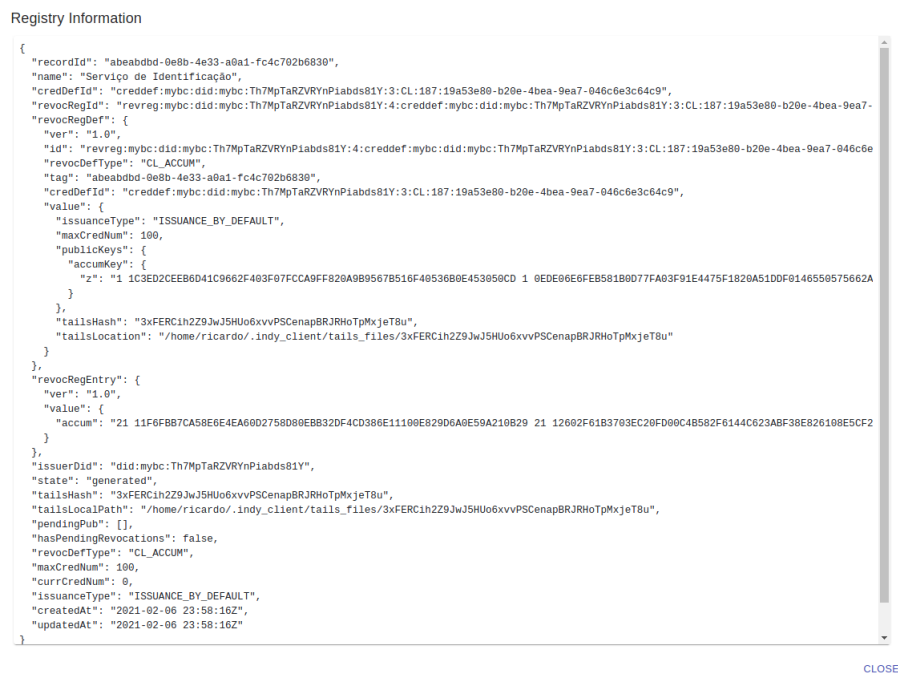 Registry Information
{
  "recordId": "abeabdbd-0e8b-4e33-a0a1-fc4c702b6830",
  "name": "Serviço de Identificação",
  "credDefId": "creddef:mybc:did:mybc:Th7MpTaRZVRYnPiabds81Y:3:CL:187:19a53e80-b20e-4bea-9ea7-046c6e3c64c9",
  "revocRegId": "revreg:mybc:did:mybc:Th7MpTaRZVRYnPiabds81Y:4:creddef:mybc:did:mybc:Th7MpTaRZVRYnPiabds81Y:3:CL:187:19a53e80-b20e-4bea-9ea7-
  "revocRegDef": {
    "ver": "1.0",
    "id": "revreg:mybc:did:mybc:Th7MpTaRZVRYnPiabds81Y:4:creddef:mybc:did:mybc:Th7MpTaRZVRYnPiabds81Y:3:CL:187:19a53e80-b20e-4bea-9ea7-046c6e
    "revocDefType": "CL_ACCUM",
    "tag": "abeabdbd-0e8b-4e33-a0a1-fc4c702b6830",
    "credDefId": "creddef:mybc:did:mybc:Th7MpTaRZVRYnPiabds81Y:3:CL:187:19a53e80-b20e-4bea-9ea7-046c6e3c64c9",
    "value": {
      "issuanceType": "ISSUANCE_BY_DEFAULT",
      "maxCredNum": 100,
      "publicKeys": {
        "accumKey": {
          "z": "1 1C3ED2CEEB6D41C9662F403F07FCCA9FF820A9B9567B516F40536B0E453050CD 1 0EDE06E6FEB581B0D77FA03F91E4475F1820A51DDF0146550575662A
        }
      },
      "tailsHash": "3xFERCih2Z9JwJ5HUo6xvvPSCenapBRJRHoTpMxjeT8u",
      "tailsLocation": "/home/ricardo/.indy_client/tails_files/3xFERCih2Z9JwJ5HUo6xvvPSCenapBRJRHoTpMxjeT8u"
    }
  },
  "revocRegEntry": {
    "ver": "1.0",
    "value": {
      "accum": "21 11F6FBB7CA58E6E4EA60D2758D80EBB32DF4CD386E11100E829D6A0E59A210B29 21 12602F61B3703EC20FD00C4B582F6144C623ABF38E826108E5CF2
    }
  },
  "issuerDid": "did:mybc:Th7MpTaRZVRYnPiabds81Y",
  "state": "generated",
  "tailsHash": "3xFERCih2Z9JwJ5HUo6xvvPSCenapBRJRHoTpMxjeT8u",
  "tailsLocalPath": "/home/ricardo/.indy_client/tails_files/3xFERCih2Z9JwJ5HUo6xvvPSCenapBRJRHoTpMxjeT8u",
  "pendingPub": [],
  "hasPendingRevocations": false,
  "revocDefType": "CL_ACCUM",
  "maxCredNum": 100,
  "currCredNum": 0,
  "issuanceType": "ISSUANCE_BY_DEFAULT",
  "createdAt": "2021-02-06 23:58:16Z",
  "updatedAt": "2021-02-06 23:58:16Z"
}
CLOSE